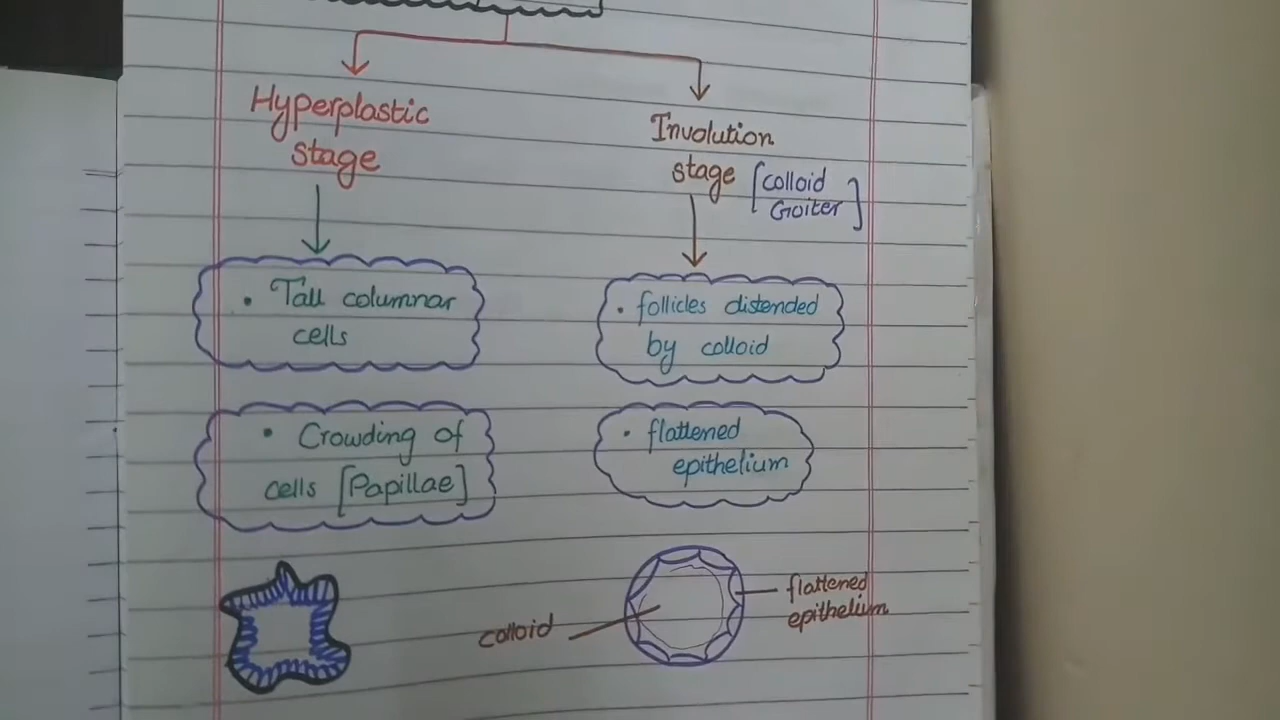 Hyperplastic
stage
Involution
stage [colloid
Goiter]
• Tall columnar
cells
• follicles distended
by colloid
• Crowding of
cells [Papillae]
• flattened
epithelium
colloid
flattened
epithelium